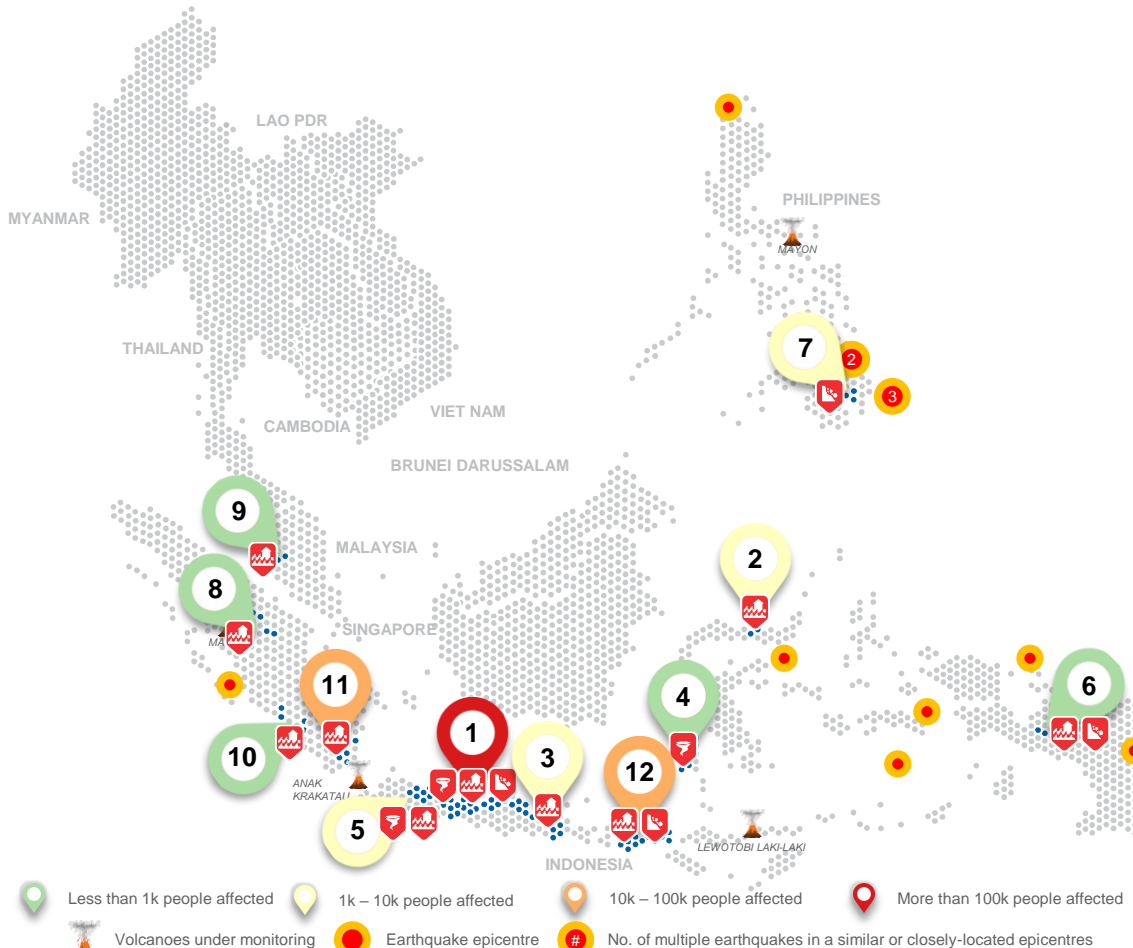 LAO PDR
MYANMAR
PHILIPPINES
MAYON
THAILAND
7
2
3
VIET NAM
CAMBODIA
BRUNEI DARUSSALAM
9
MALAYSIA
2
8
SINGAPORE
MA
11
6
4
1
10
3
12
ANAK
KRAKATAU
5
LEWOTOBI LAKI-LAKI
INDONESIA
Less than 1k people affected
1k – 10k people affected
10k – 100k people affected
More than 100k people affected
Volcanoes under monitoring
Earthquake epicentre
#
No. of multiple earthquakes in a similar or closely-located epicentres